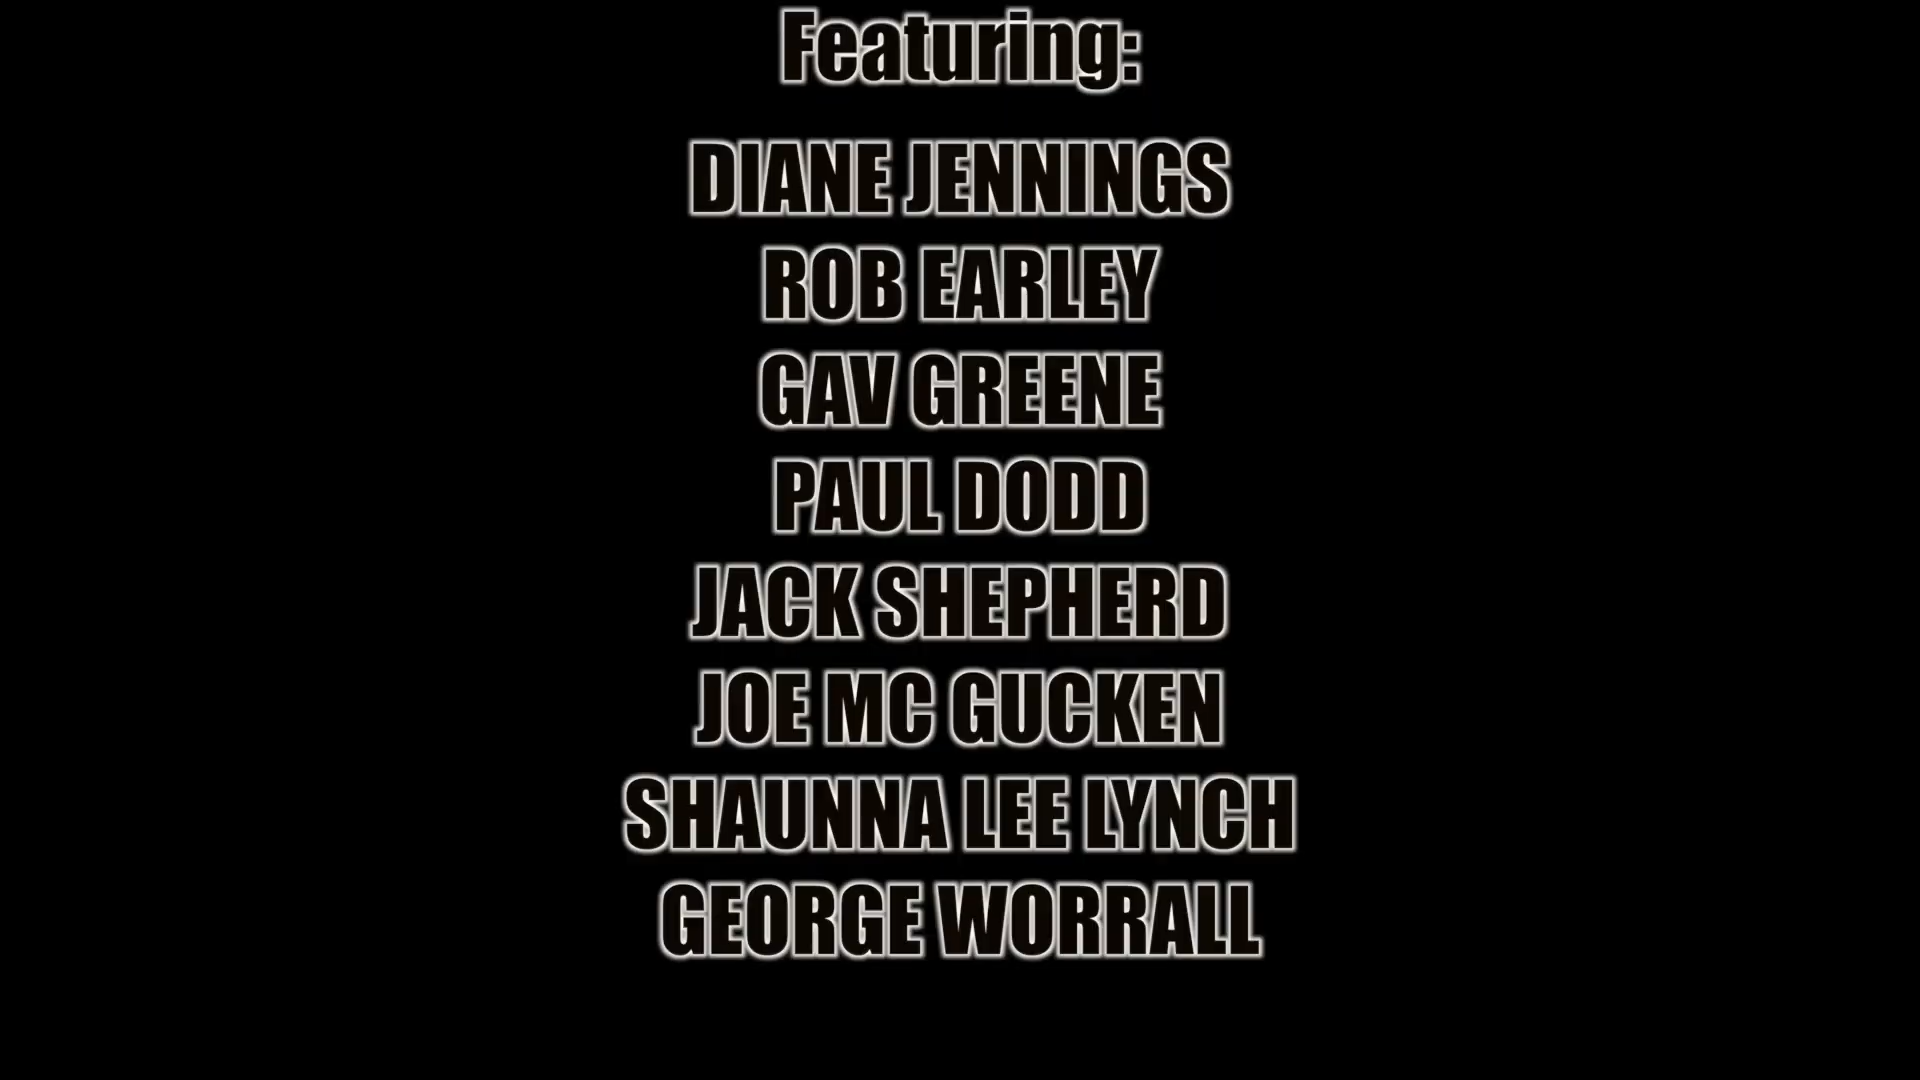 Featuring:
DIANE JENNINGS
ROB EARLEY
GAV GREENE
PAUL DODD
JACK SHEPHERD
JOE MC GUCKEN
SHAUNNA LEE LYNCH
GEORGE WORRALL